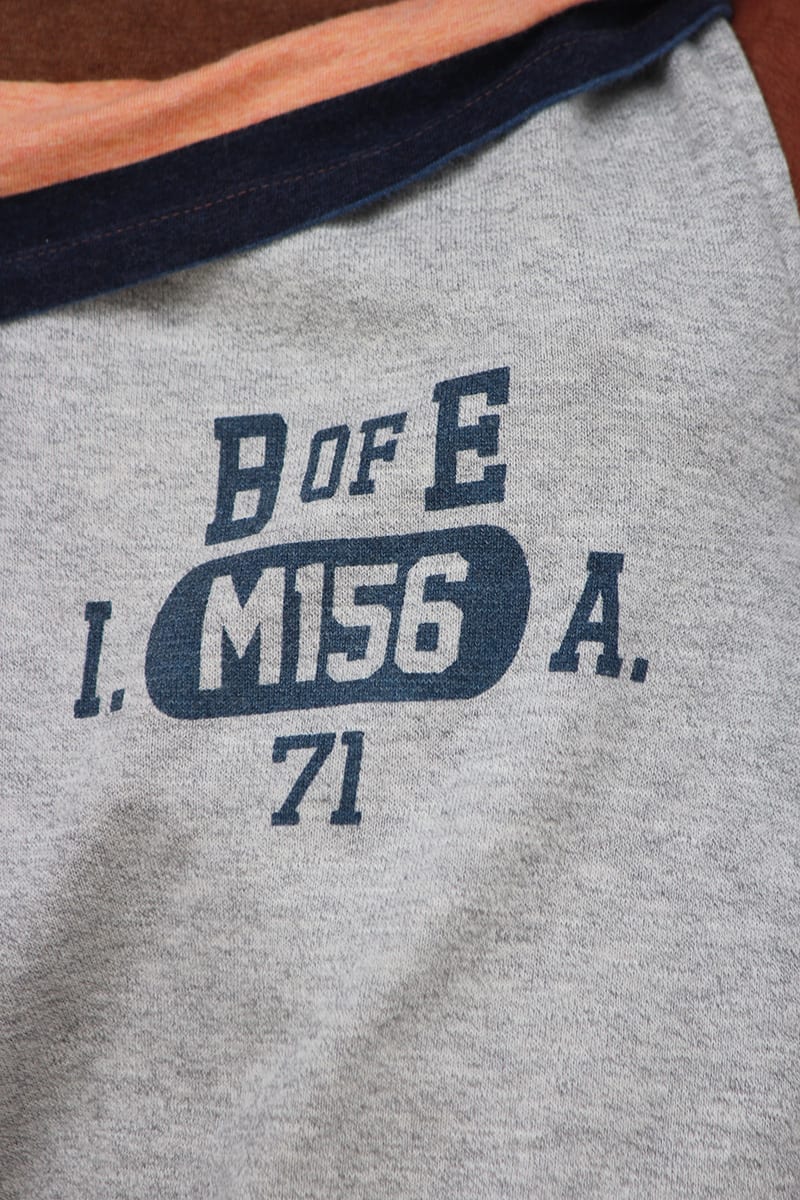 B OF E
I. M156 A.
71